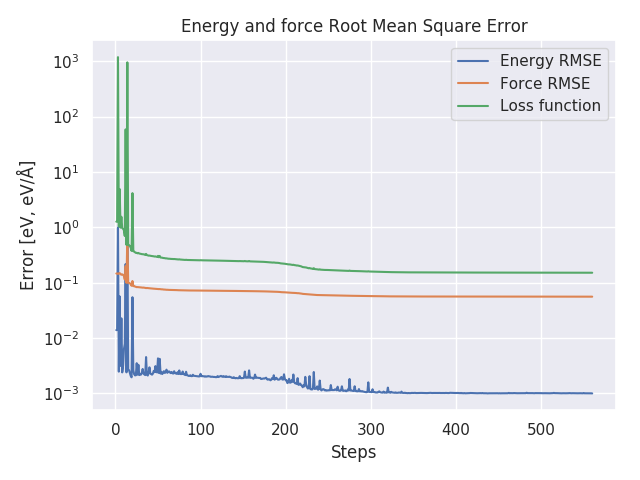 Energy and force Root Mean Square Error
Energy RMSE
Force RMSE
Loss function
Error [eV, eV/Å]
10³
10²
10¹
10⁰
10⁻¹
10⁻²
10⁻³
0 100 200 300 400 500
Steps